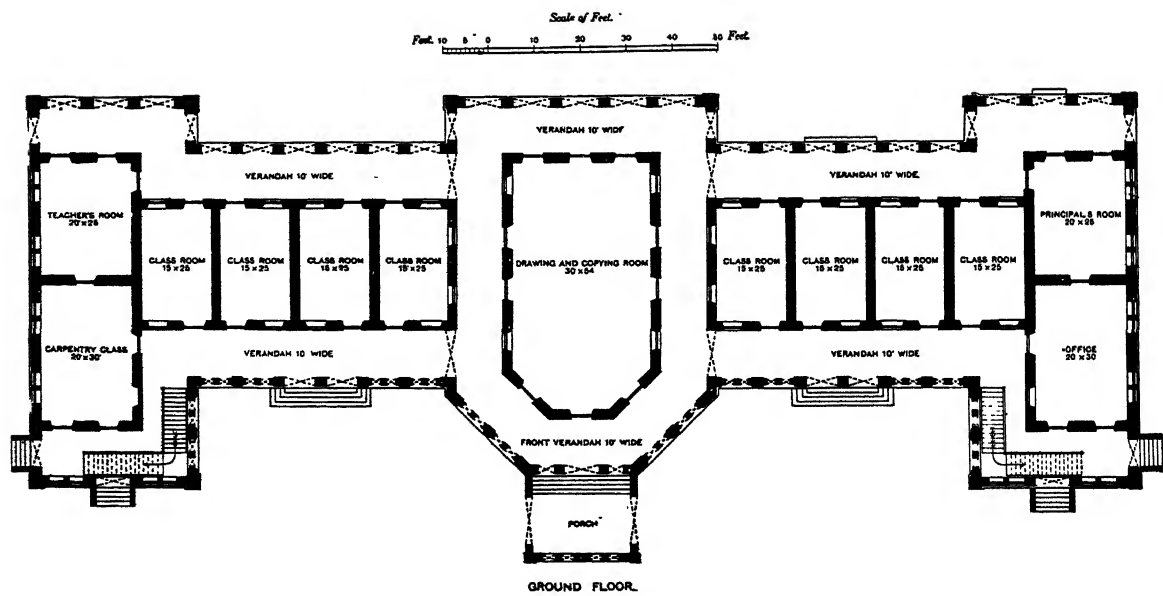 Scale of Feet.
Feet. 10 5 0 10 20 30 40 50 Feet.
VERANDAH 10' WIDE
VERANDAH 10' WIDE
VERANDAH 10' WIDE.
TEACHER'S ROOM
20'×25
CLASS ROOM
15×25
CLASS ROOM
15×25
CLASS ROOM
15×25
CLASS ROOM
15'×25
DRAWING AND COPYING ROOM
30×54
CLASS ROOM
15×25
CLASS ROOM
15×25
CLASS ROOM
15×25
CLASS ROOM
15×25
PRINCIPAL'S ROOM
20'×25
CARPENTRY CLASS
20'×30'
VERANDAH 10' WIDE
VERANDAH 10' WIDE
OFFICE
20×30
FRONT VERANDAH 10' WIDE
PORCH
GROUND FLOOR.